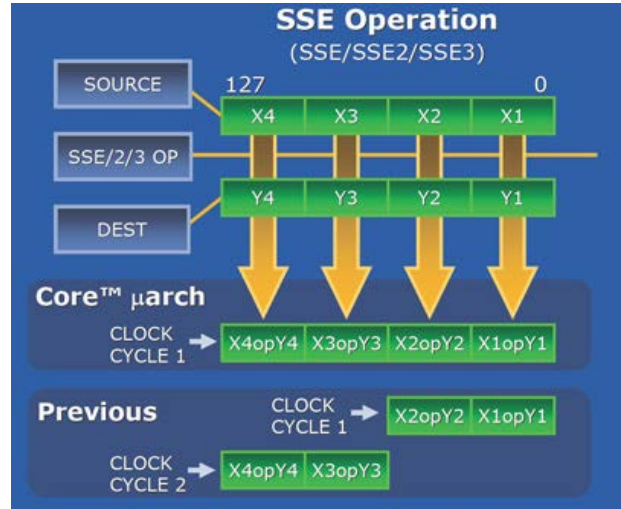 SSE Operation
(SSE/SSE2/SSE3)
SOURCE
127 0
X4 X3 X2 X1
SSE/2/3 OP
Y4 Y3 Y2 Y1
DEST
Core™ μarch
CLOCK
CYCLE 1
X4opY4 X3opY3 X2opY2 X1opY1
Previous
CLOCK
CYCLE 1
X2opY2 X1opY1
CLOCK
CYCLE 2
X4opY4 X3opY3